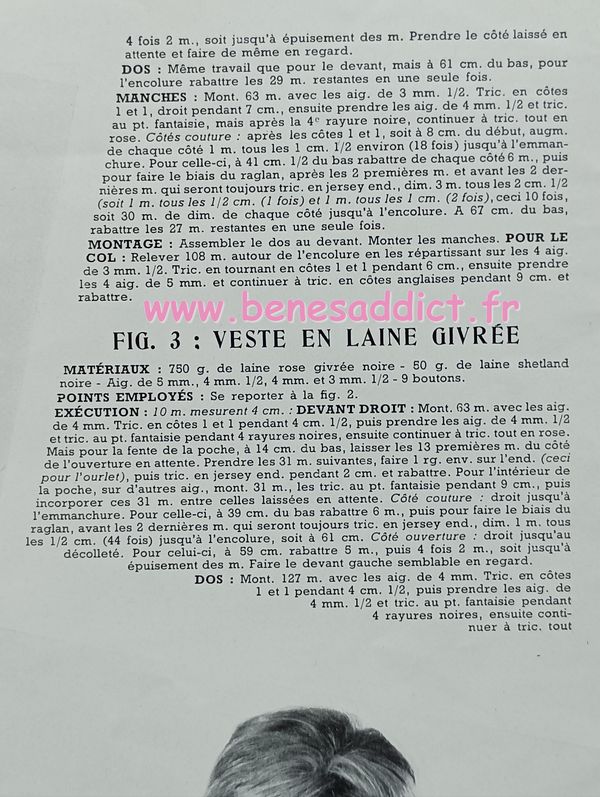 4 fois 2 m., soit jusqu'à épuisement des m. Prendre le côté laissé en
attente et faire de même en regard.
DOS : Même travail que pour le devant, mais à 61 cm. du bas, pour
l'encolure rabattre les 29 m. restantes en une seule fois.
MANCHES : Mont. 63 m. avec les aig. de 3 mm. 1/2. Tric. en côtes
1 et 1, droit pendant 7 cm., ensuite prendre les aig. de 4 mm. 1/2 et tric.
au pt. fantaisie, mais après la 4e rayure noire, continuer à tric. tout en
rose. Côtés couture : après les côtes 1 et 1, soit à 8 cm. du début, augm.
de chaque côté 1 m. tous les 1 cm. 1/2 environ (18 fois) jusqu'à l'emman-
chure. Pour celle-ci, à 41 cm. 1/2 du bas rabattre de chaque côté 6 m., puis
pour faire le biais du raglan, après les 2 premières m. et avant les 2 der-
nières m. qui seront toujours tric. en jersey end., dim. 3 m. tous les 2 cm. 1/2
(soit 1 m. tous les 1/2 cm. (1 fois) et 1 m. tous les 1 cm. (2 fois), ceci 10 fois,
soit 30 m. de dim. de chaque côté jusqu'à l'encolure. A 67 cm. du bas,
rabattre les 27 m. restantes en une seule fois.
MONTAGE : Assembler le dos au devant. Monter les manches. POUR LE
COL : Relever 108 m. autour de l'encolure en les répartissant sur les 4 aig.
de 3 mm. 1/2. Tric. en tournant en côtes 1 et 1 pendant 6 cm., ensuite prendre
les 4 aig. de 5 mm. et continuer à tric. en côtes anglaises pendant 9 cm. et
rabattre.
www.benesaddict.fr
FIG. 3 : VESTE EN LAINE GIVRÉE
MATÉRIAUX : 750 g. de laine rose givrée noire - 50 g. de laine shetland
noire - Aig. de 5 mm., 4 mm. 1/2, 4 mm. et 3 mm. 1/2 - 9 boutons.
POINTS EMPLOYÉS : Se reporter à la fig. 2.
EXÉCUTION : 10 m. mesurent 4 cm. : DEVANT DROIT : Mont. 63 m. avec les aig.
de 4 mm. Tric. en côtes 1 et 1 pendant 4 cm. 1/2, puis prendre les aig. de 4 mm. 1/2
et tric. au pt. fantaisie pendant 4 rayures noires, ensuite continuer à tric. tout en rose.
Mais pour la fente de la poche, à 14 cm. du bas, laisser les 13 premières m. du côté
de l'ouverture en attente. Prendre les 31 m. suivantes, faire 1 rg. env. sur l'end. (ceci
pour l'ourlet), puis tric. en jersey end. pendant 2 cm. et rabattre. Pour l'intérieur de
la poche, sur d'autres aig., mont. 31 m., les tric. au pt. fantaisie pendant 9 cm., puis
incorporer ces 31 m. entre celles laissées en attente. Côté couture : droit jusqu'à
l'emmanchure. Pour celle-ci, à 39 cm. du bas rabattre 6 m., puis pour faire le biais du
raglan, avant les 2 dernières m. qui seront toujours tric. en jersey end., dim. 1 m. tous
les 1/2 cm. (44 fois) jusqu'à l'encolure, soit à 61 cm. Côté ouverture : droit jusqu'au
décolleté. Pour celui-ci, à 59 cm. rabattre 5 m., puis 4 fois 2 m., soit jusqu'à
épuisement des m. Faire le devant gauche semblable en regard.
DOS : Mont. 127 m. avec les aig. de 4 mm. Tric. en côtes
1 et 1 pendant 4 cm. 1/2, puis prendre les aig. de
4 mm. 1/2 et tric. au pt. fantaisie pendant
4 rayures noires, ensuite conti-
nuer à tric. tout